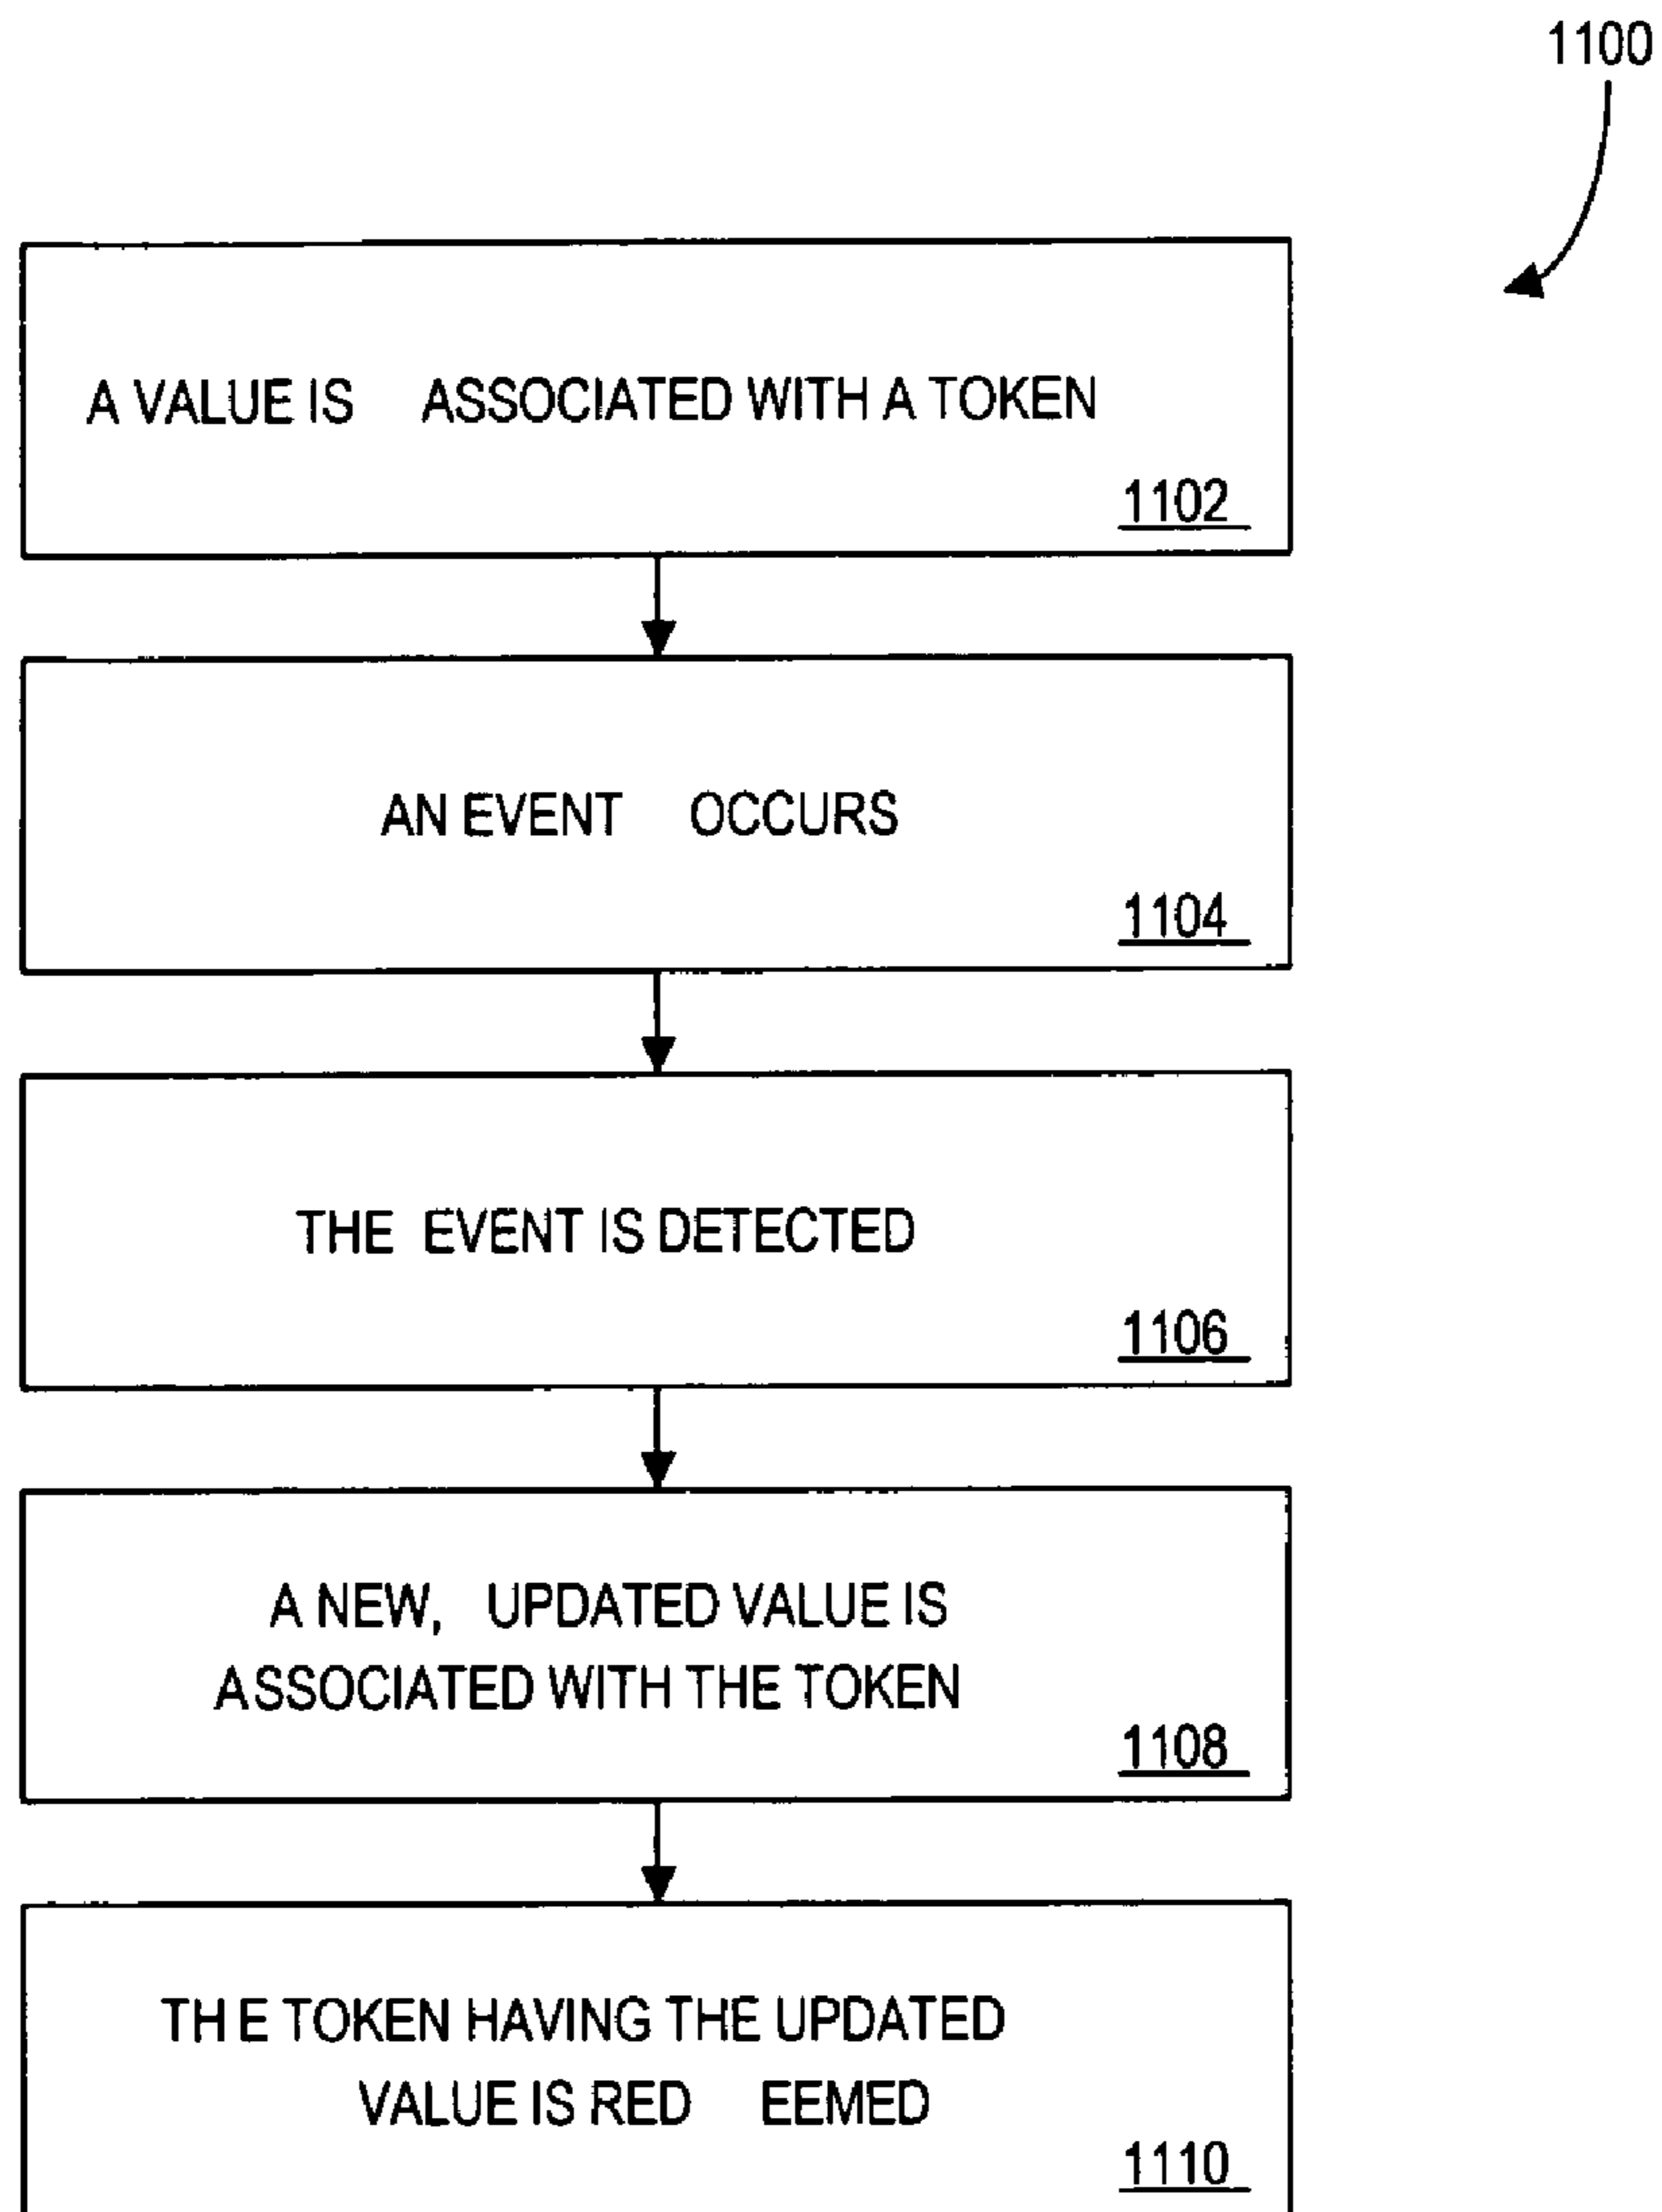 1100
A VALUE IS ASSOCIATED WITH A TOKEN
1102
AN EVENT OCCURS
1104
THE EVENT IS DETECTED
1106
A NEW, UPDATED VALUE IS
ASSOCIATED WITH THE TOKEN
1108
THE TOKEN HAVING THE UPDATED
VALUE IS RED EEMED
1110